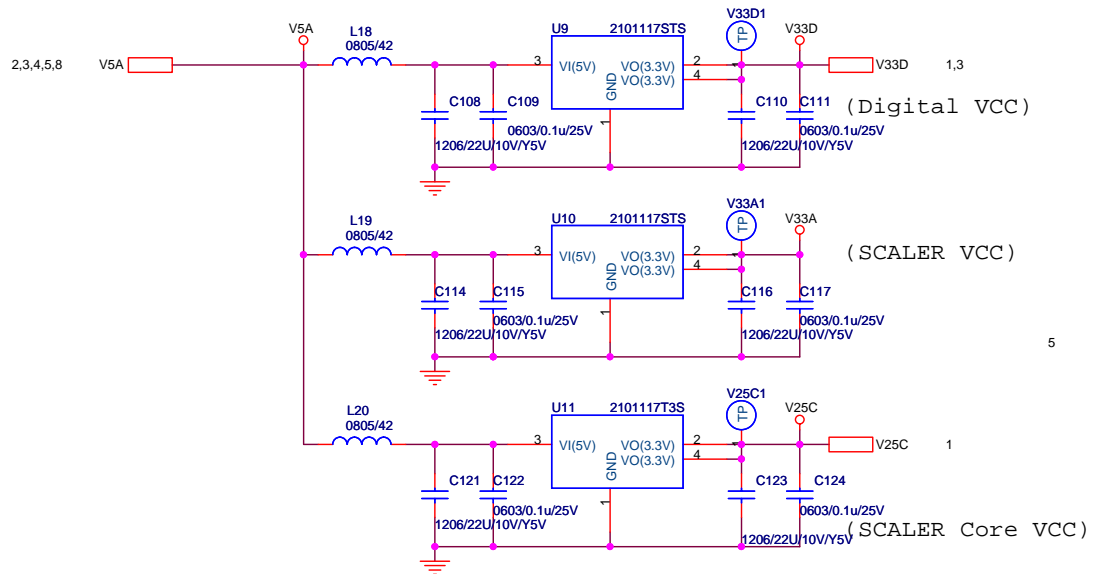 V5A
L18
0805/42
U9
2101117STS
V33D1
TP
V33D
2,3,4,5,8
V5A
3
VI(5V)
VO(3.3V)
2
VO(3.3V)
4
GND
1
V33D
1,3
C108
C109
0603/0.1u/25V
1206/22U/10V/Y5V
C110
C111
0603/0.1u/25V
1206/22U/10V/Y5V
(Digital VCC)
L19
0805/42
U10
2101117STS
V33A1
TP
V33A
3
VI(5V)
VO(3.3V)
2
VO(3.3V)
4
GND
1
(SCALER VCC)
C114
C115
0603/0.1u/25V
1206/22U/10V/Y5V
C116
C117
0603/0.1u/25V
1206/22U/10V/Y5V
5
L20
0805/42
U11
2101117T3S
V25C1
TP
V25C
3
VI(5V)
VO(3.3V)
2
VO(3.3V)
4
GND
1
V25C
1
C121
C122
0603/0.1u/25V
1206/22U/10V/Y5V
C123
C124
0603/0.1u/25V
1206/22U/10V/Y5V
(SCALER Core VCC)